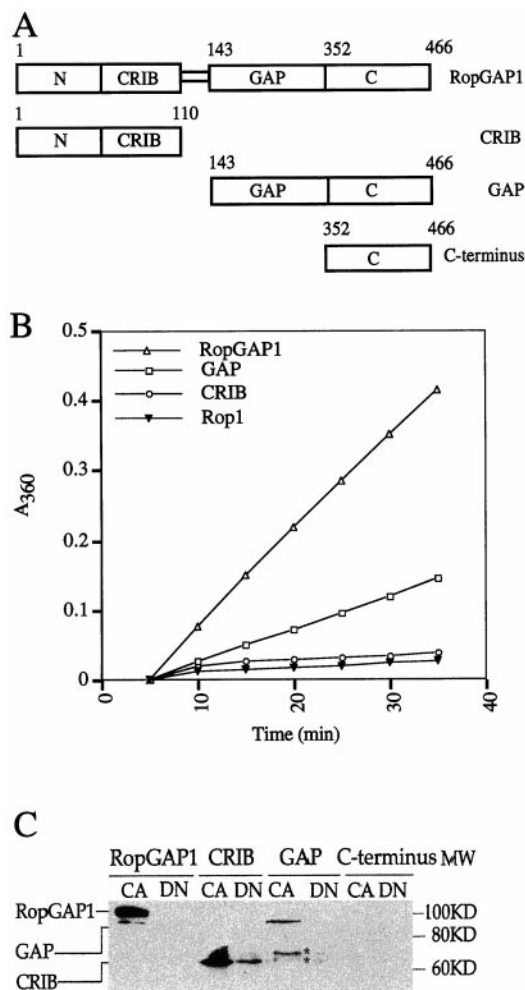 A
1 143 352 466
N CRIB GAP C RopGAP1
1 110
N CRIB CRIB
143 466
GAP C GAP
352 466
C C-terminus
B
0.5
0.4
0.3
0.2
0.1
0
A360
RopGAP1
GAP
CRIB
Rop1
0 10 20 30 40
Time (min)
C
RopGAP1 CRIB GAP C-terminus MW
CA DN CA DN CA DN CA DN
RopGAP1 100KD
80KD
GAP
*
*
CRIB 60KD